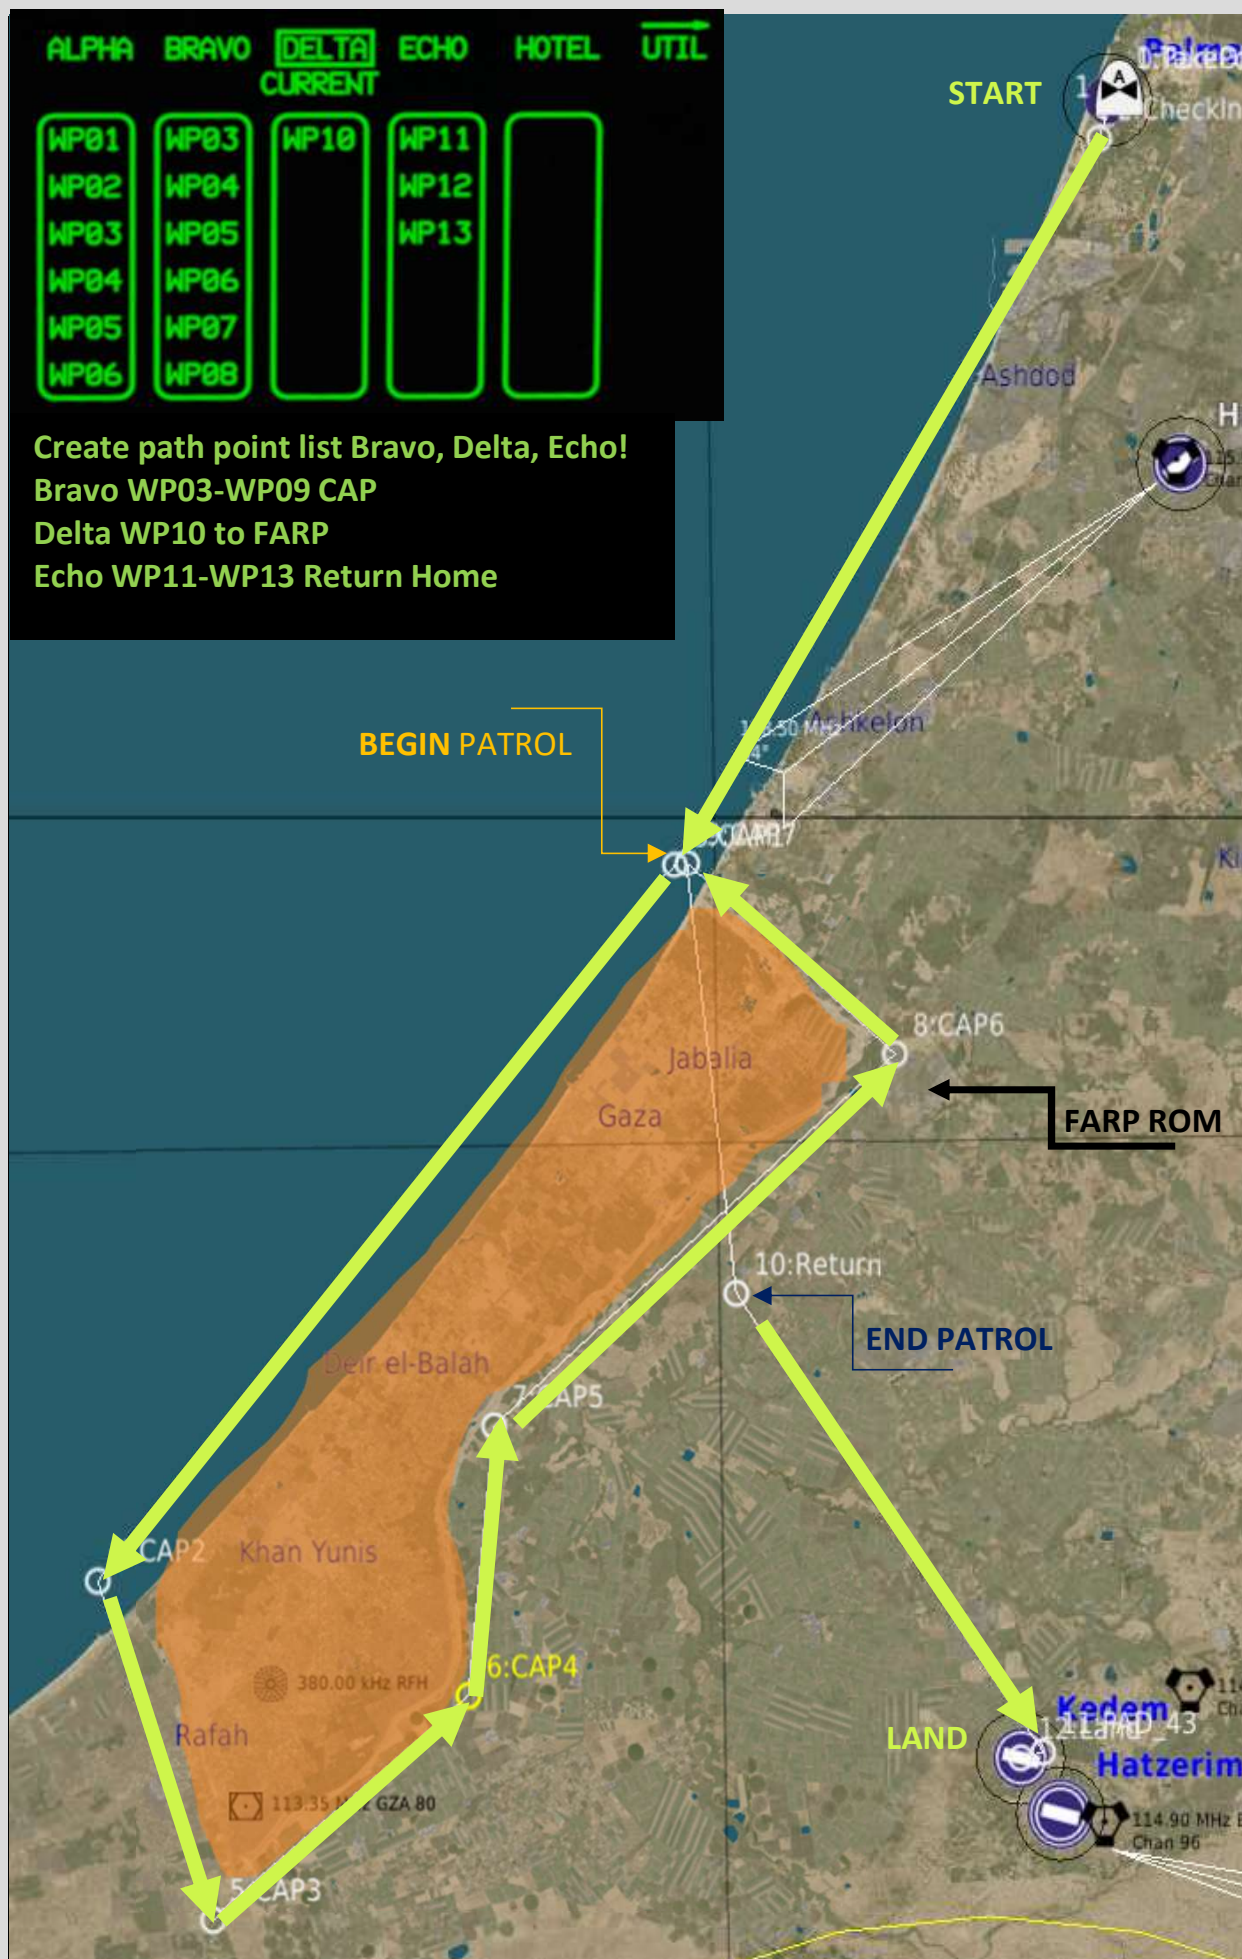 ALPHA BRAVO DELTA ECHO HOTEL UTIL
CURRENT
WP01 WP03 WP10 WP11
WP02 WP04 WP12
WP03 WP05 WP13
WP04 WP06
WP05 WP07
WP06 WP08
Create path point list Bravo, Delta, Echo!
Bravo WP03-WP09 CAP
Delta WP10 to FARP
Echo WP11-WP13 Return Home
START
CheckIn
Ashdod
H
Ashkelon
BEGIN PATROL
Ki
8:CAP6
Jabalia
Gaza
FARP ROM
10:Return
END PATROL
Deir el-Balah
7:CAP5
CAP2
Khan Yunis
6:CAP4
380.00 kHz RFH
Rafah
Kedem
LAND
Hatzerim
GZA 80
114.90 MHz
Chan 96
5:CAP3